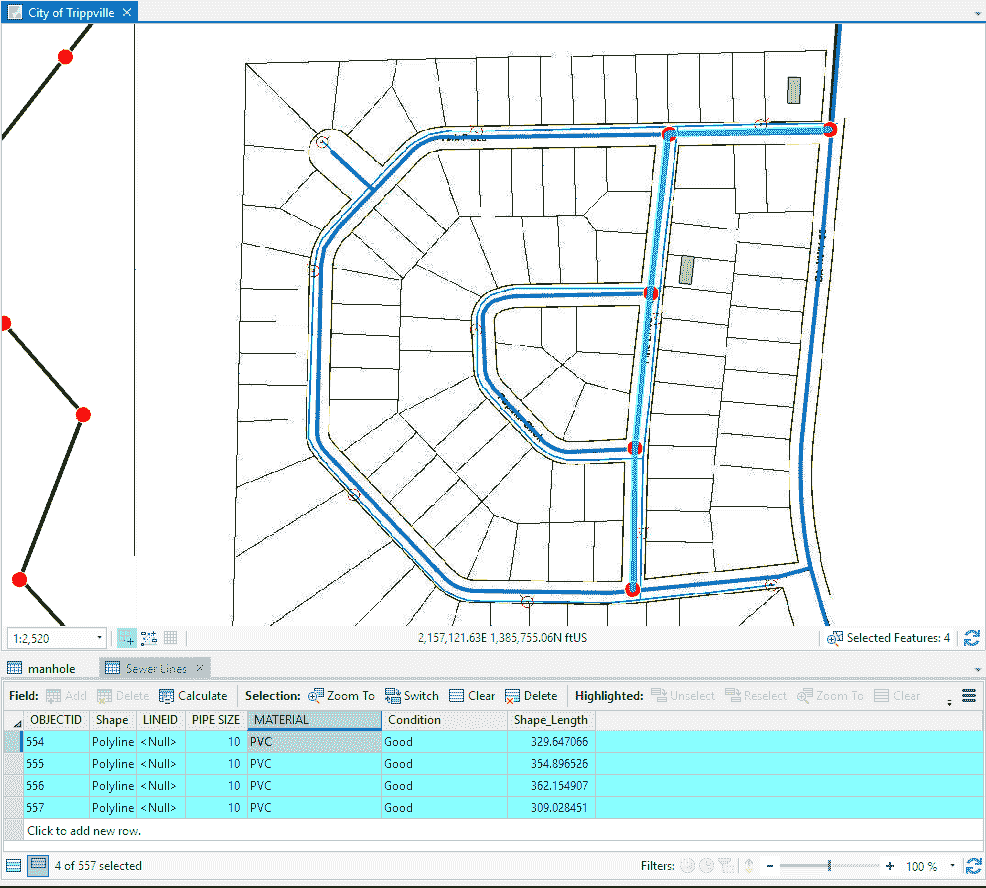 City of Trippville
1:2,520
2,157,121.63E 1,385,755.06N ftUS
Selected Features: 4
manhole
Sewer Lines
Field: Add Delete Calculate Selection: Zoom To Switch Clear Delete Highlighted: Unselect Reselect Zoom To Clear
OBJECTID Shape LINEID PIPE SIZE MATERIAL Condition Shape_Length
554 Polyline <Null> 10 PVC Good 329.647066
555 Polyline <Null> 10 PVC Good 354.896526
556 Polyline <Null> 10 PVC Good 362.154907
557 Polyline <Null> 10 PVC Good 309.028451
Click to add new row.
4 of 557 selected
Filters:
100 %